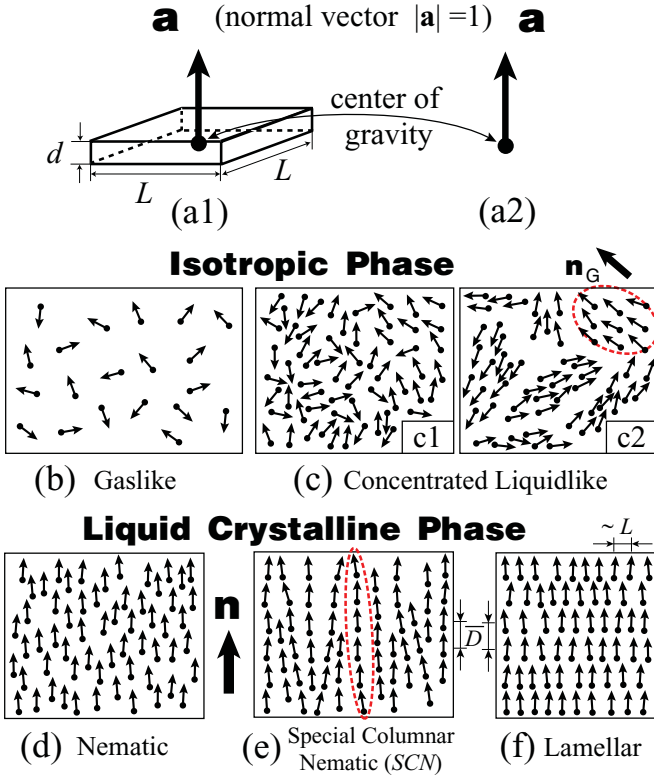 a (normal vector |a| =1) a
center of
gravity
d
L
L
(a1) (a2)
Isotropic Phase
n_G
c1 c2
(b) Gaslike (c) Concentrated Liquidlike
Liquid Crystalline Phase
~ L
n
D̅
(d) Nematic (e) Special Columnar
Nematic (SCN) (f) Lamellar